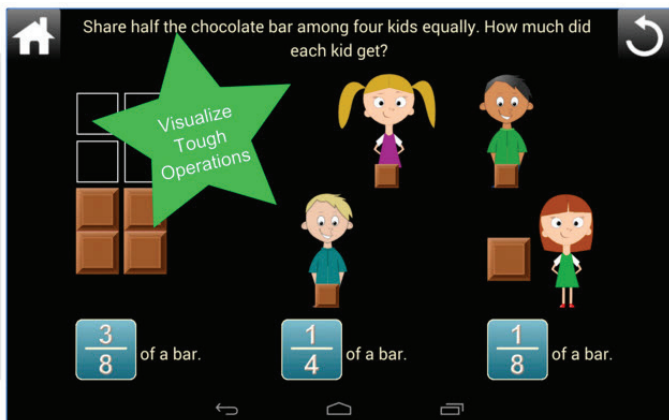 Share half the chocolate bar among four kids equally. How much did
each kid get?
Visualize
Tough
Operations
3/8 of a bar.
1/4 of a bar.
1/8 of a bar.